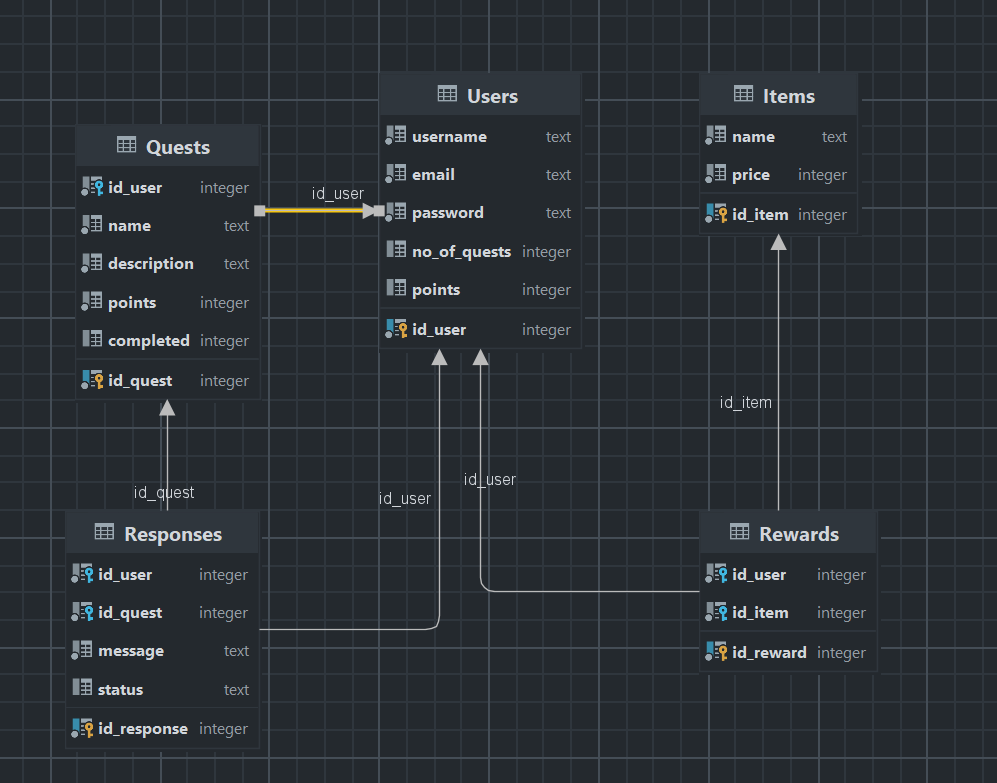 Users
username text
email text
password text
no_of_quests integer
points integer
id_user integer
Items
name text
price integer
id_item integer
Quests
id_user integer
name text
description text
points integer
completed integer
id_quest integer
id_user
id_item
id_quest
id_user
id_user
Responses
id_user integer
id_quest integer
message text
status text
id_response integer
Rewards
id_user integer
id_item integer
id_reward integer